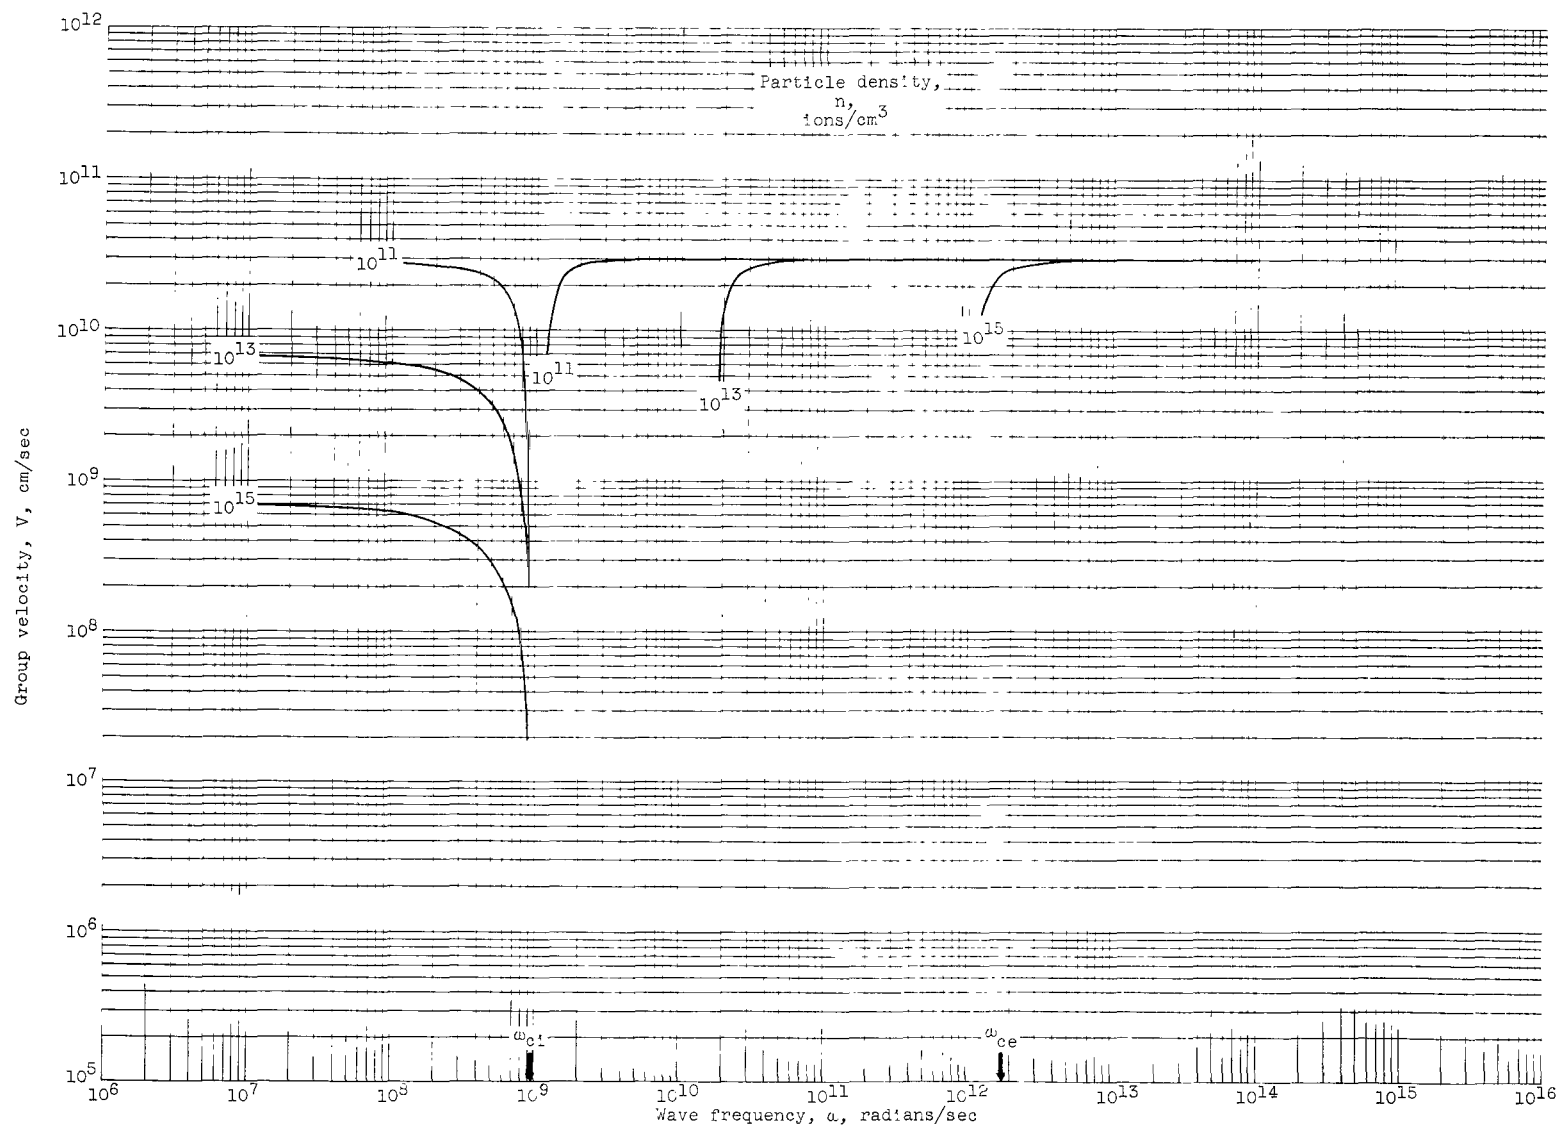 10^12
Particle density,
n,
ions/cm^3
10^11
10^11
10^10
10^15
10^13
10^11
10^13
10^9
10^15
10^8
10^7
10^6
ω_ci
ω_ce
10^5
10^6 10^7 10^8 10^9 10^10 10^11 10^12 10^13 10^14 10^15 10^16
Wave frequency, ω, radians/sec
Group velocity, V, cm/sec